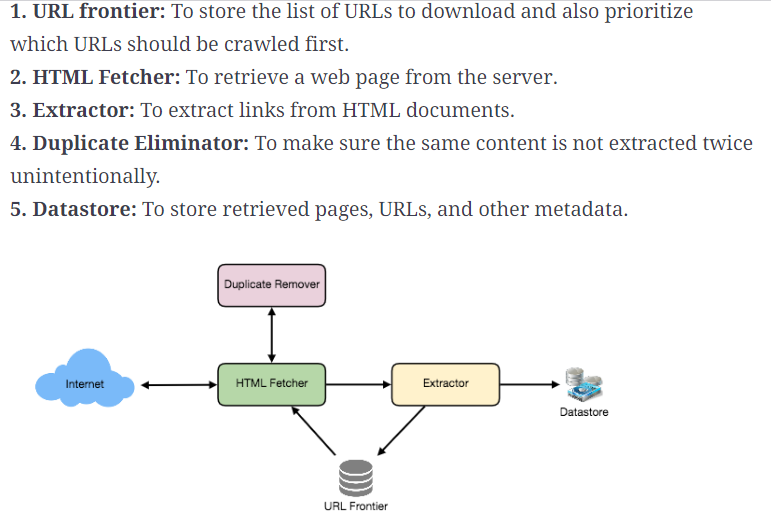 1. URL frontier: To store the list of URLs to download and also prioritize
which URLs should be crawled first.
2. HTML Fetcher: To retrieve a web page from the server.
3. Extractor: To extract links from HTML documents.
4. Duplicate Eliminator: To make sure the same content is not extracted twice
unintentionally.
5. Datastore: To store retrieved pages, URLs, and other metadata.
Duplicate Remover
Internet
HTML Fetcher
Extractor
Datastore
URL Frontier